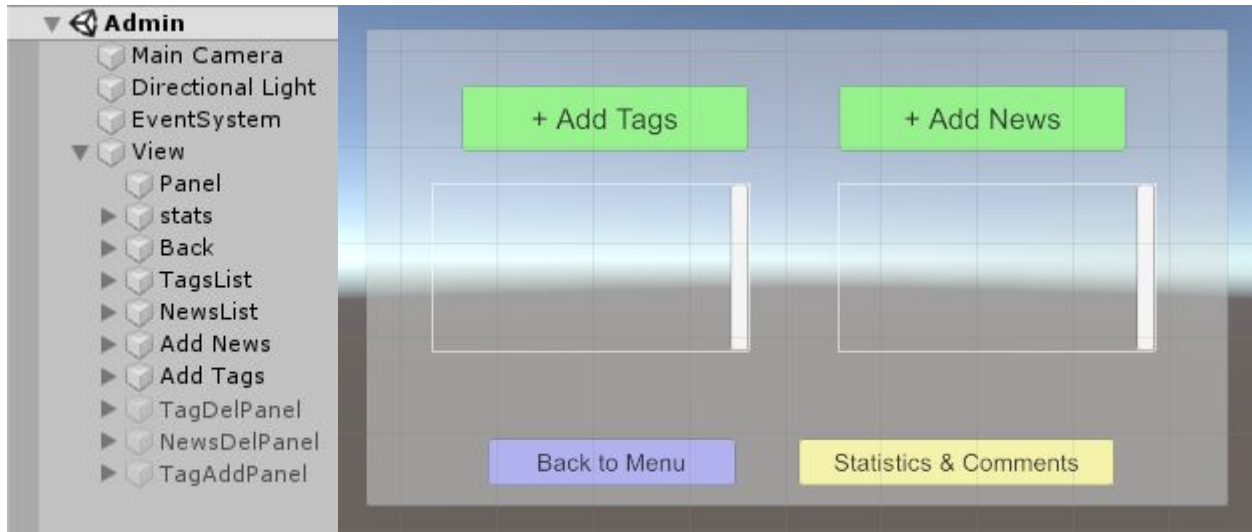 Admin
Main Camera
Directional Light
EventSystem
View
Panel
stats
Back
TagsList
NewsList
Add News
Add Tags
TagDelPanel
NewsDelPanel
TagAddPanel
+ Add Tags
+ Add News
Back to Menu
Statistics & Comments